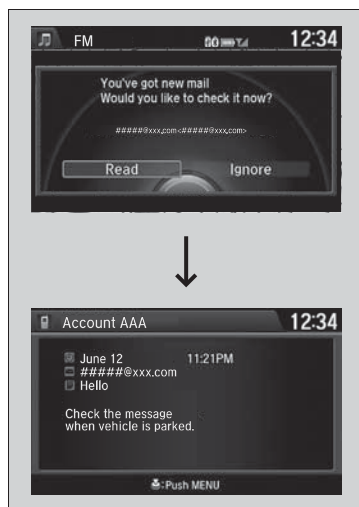 FM 12:34
You've got new mail
Would you like to check it now?
#####@xxx.com<#####@xxx.com>
Read Ignore
Account AAA 12:34
June 12 11:21PM
#####@xxx.com
Hello
Check the message
when vehicle is parked.
:Push MENU